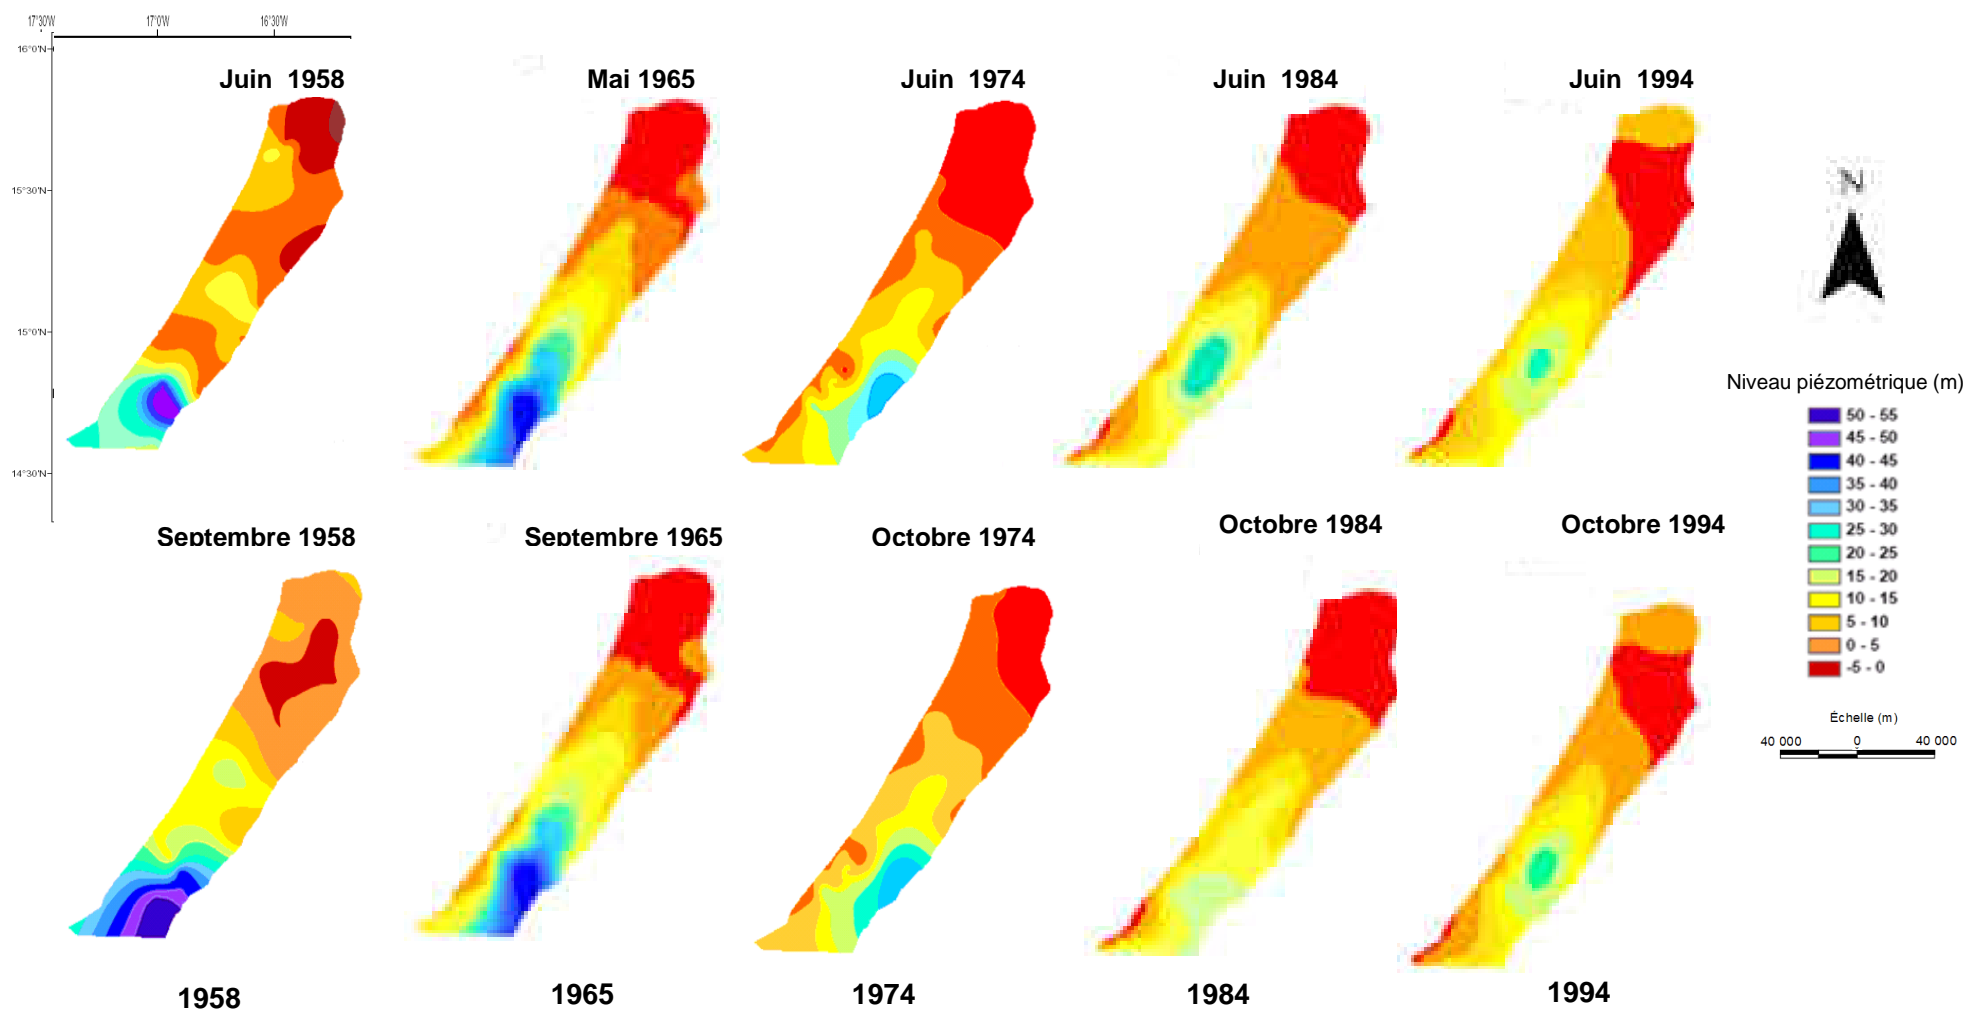 17°30'W 17°0'W 16°30'W
16°0'N
15°30'N
15°0'N
14°30'N
Juin 1958
Mai 1965
Juin 1974
Juin 1984
Juin 1994
N
Niveau piézométrique (m)
50 - 55
45 - 50
40 - 45
35 - 40
30 - 35
25 - 30
20 - 25
15 - 20
10 - 15
5 - 10
0 - 5
-5 - 0
Échelle (m)
40 000 0 40 000
Septembre 1958
Septembre 1965
Octobre 1974
Octobre 1984
Octobre 1994
1958
1965
1974
1984
1994